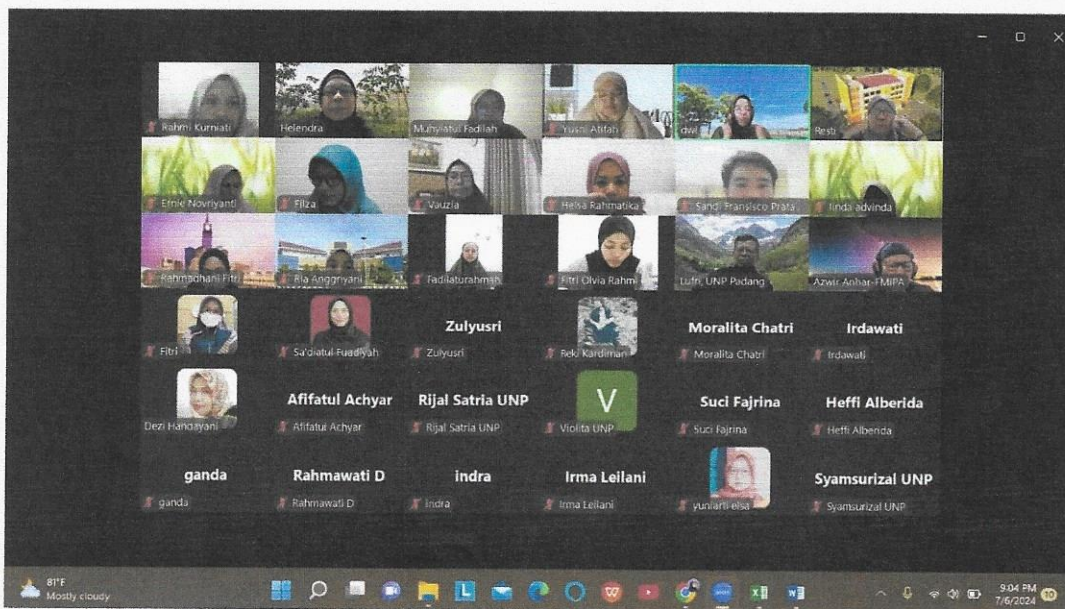 Rahmi Kurniati
Helendra
Muhyiatul Fadilah
Yusni Atifah
dwi
Resti
Ernie Novriyanti
Filza
Vauzia
Helsa Rahmatika
Sandi Fransisco Prata...
linda advinda
Rahmadhani Fitri
Ria Anggriyani
Fadilaturahmah
Fitri Olvia Rahmi
Lufri, UNP Padang
Azwir Anhar-FMIPA
Fitri
Sa'diatul Fuadiyah
Zulyusri
Zulyusri
Reki Kardiman
Moralita Chatri
Moralita Chatri
Irdawati
Irdawati
Dezi Handayani
Afifatul Achyar
Afifatul Achyar
Rijal Satria UNP
Rijal Satria UNP
V
Violita UNP
Suci Fajrina
Suci Fajrina
Heffi Alberida
Heffi Alberida
ganda
ganda
Rahmawati D
Rahmawati D
indra
indra
Irma Leilani
Irma Leilani
yuniarti elsa
Syamsurizal UNP
Syamsurizal UNP
81°F
Mostly cloudy
9:04 PM
7/6/2024
10